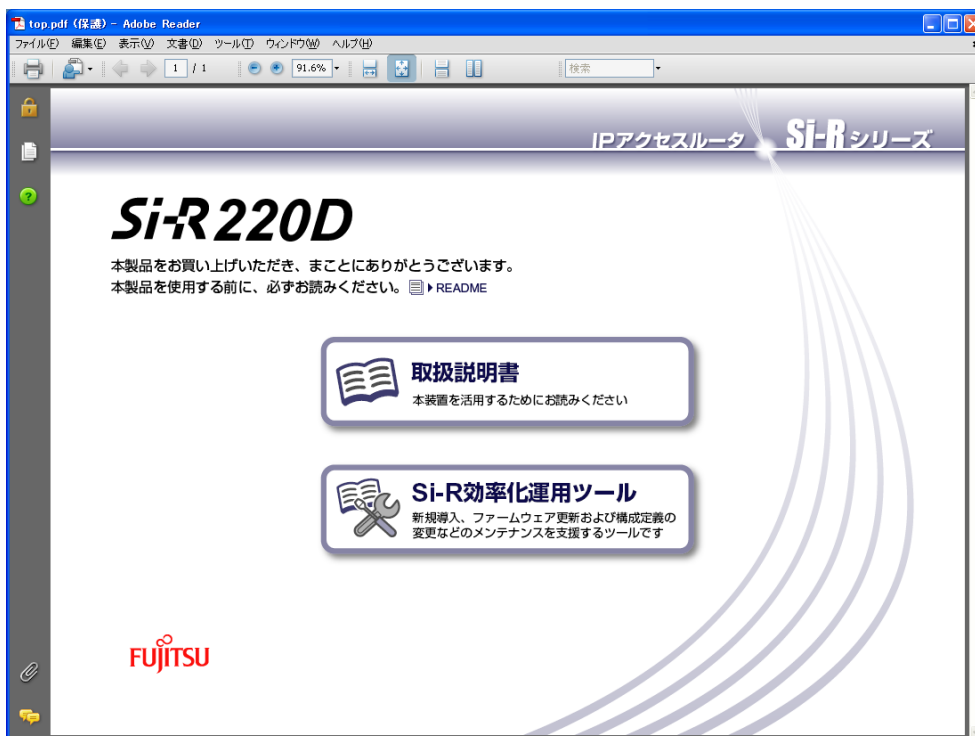 top.pdf (保護) - Adobe Reader
ファイル(F) 編集(E) 表示(V) 文書(D) ツール(T) ウィンドウ(W) ヘルプ(H)
1 / 1 91.6% 検索
IPアクセスルータ Si-Rシリーズ
Si-R220D
本製品をお買い上げいただき、まことにありがとうございます。
本製品を使用する前に、必ずお読みください。 README
取扱説明書
本装置を活用するためにお読みください
Si-R効率化運用ツール
新規導入、ファームウェア更新および構成定義の
変更などのメンテナンスを支援するツールです
FUJITSU